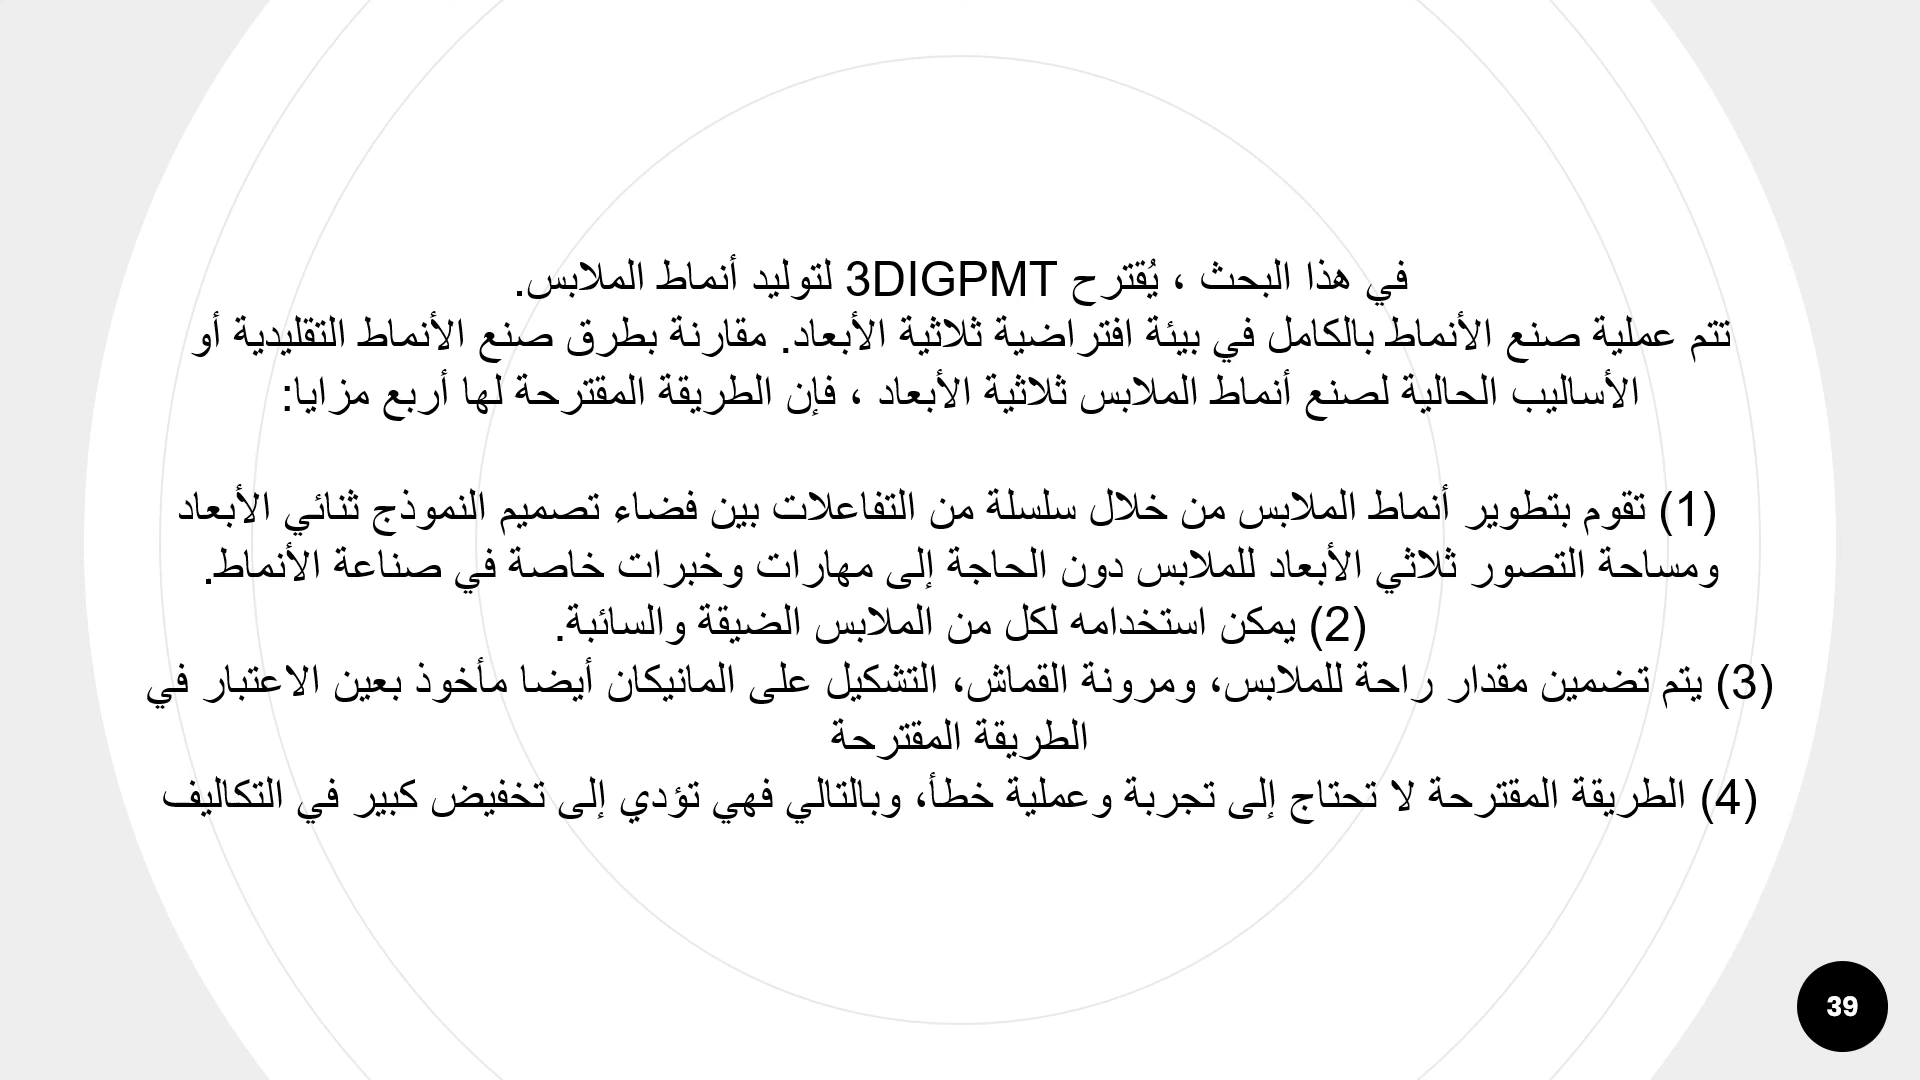 في هذا البحث ، يُقترح 3DIGPMT لتوليد أنماط الملابس.
تتم عملية صنع الأنماط بالكامل في بيئة افتراضية ثلاثية الأبعاد. مقارنة بطرق صنع الأنماط التقليدية أو
الأساليب الحالية لصنع أنماط الملابس ثلاثية الأبعاد ، فإن الطريقة المقترحة لها أربع مزايا:
(1) تقوم بتطوير أنماط الملابس من خلال سلسلة من التفاعلات بين فضاء تصميم النموذج ثنائي الأبعاد
ومساحة التصور ثلاثي الأبعاد للملابس دون الحاجة إلى مهارات وخبرات خاصة في صناعة الأنماط.
(2) يمكن استخدامه لكل من الملابس الضيقة والسائبة.
(3) يتم تضمين مقدار راحة للملابس، ومرونة القماش، التشكيل على المانيكان أيضا مأخوذ بعين الاعتبار في
الطريقة المقترحة
(4) الطريقة المقترحة لا تحتاج إلى تجربة وعملية خطأ، وبالتالي فهي تؤدي إلى تخفيض كبير في التكاليف
39